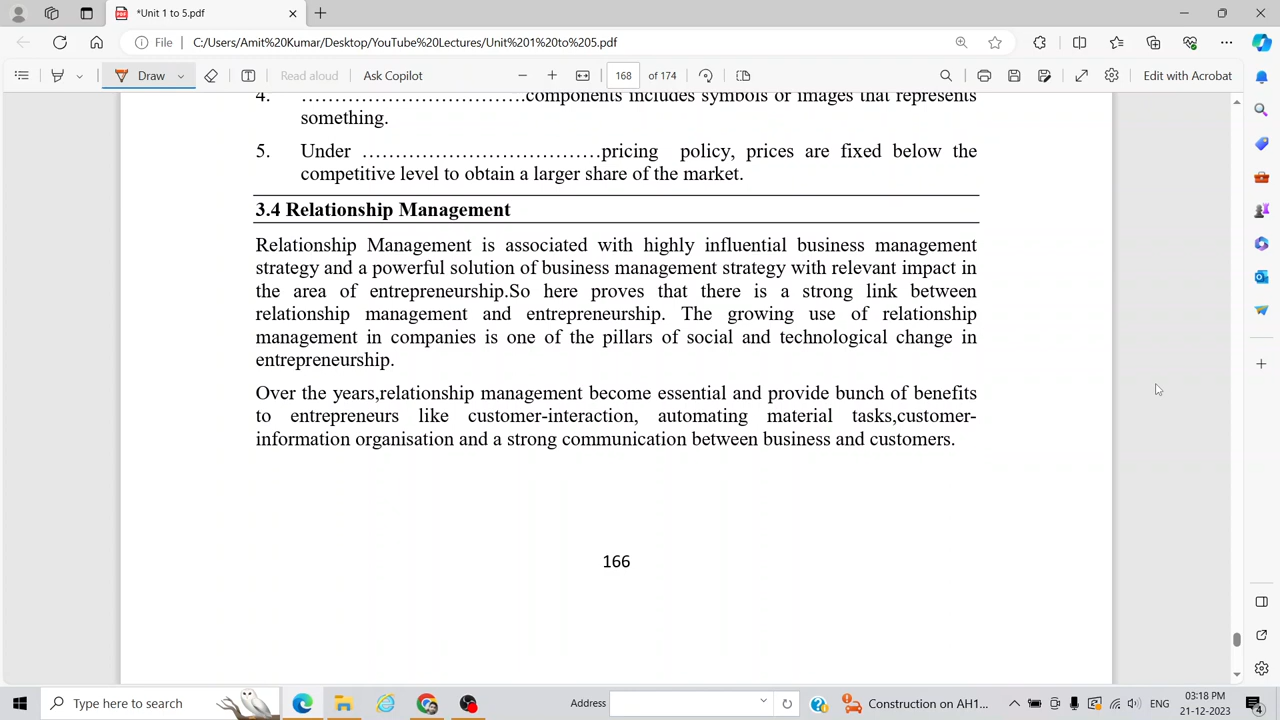 *Unit 1 to 5.pdf
File
C:/Users/Amit%20Kumar/Desktop/YouTube%20Lectures/Unit%201%20to%205.pdf
Draw
Read aloud
Ask Copilot
168
of 174
Edit with Acrobat
4. …………………………….components includes symbols or images that represents
something.
5. Under ………………………………pricing policy, prices are fixed below the
competitive level to obtain a larger share of the market.
3.4 Relationship Management
Relationship Management is associated with highly influential business management
strategy and a powerful solution of business management strategy with relevant impact in
the area of entrepreneurship.So here proves that there is a strong link between
relationship management and entrepreneurship. The growing use of relationship
management in companies is one of the pillars of social and technological change in
entrepreneurship.
Over the years,relationship management become essential and provide bunch of benefits
to entrepreneurs like customer-interaction, automating material tasks,customer-
information organisation and a strong communication between business and customers.
166
Type here to search
Address
Construction on AH1...
ENG
03:18 PM
21-12-2023
4